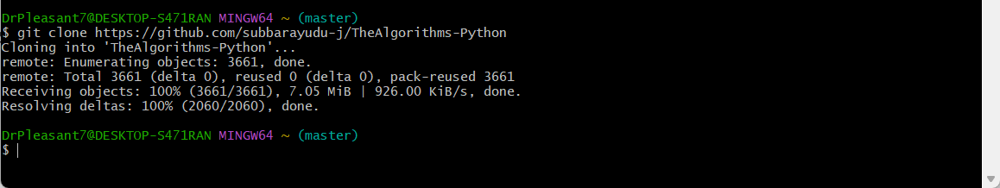 DrPleasant7@DESKTOP-S471RAN MINGW64 ~ (master)
$ git clone https://github.com/subbarayudu-j/TheAlgorithms-Python
Cloning into 'TheAlgorithms-Python'...
remote: Enumerating objects: 3661, done.
remote: Total 3661 (delta 0), reused 0 (delta 0), pack-reused 3661
Receiving objects: 100% (3661/3661), 7.05 MiB | 926.00 KiB/s, done.
Resolving deltas: 100% (2060/2060), done.
DrPleasant7@DESKTOP-S471RAN MINGW64 ~ (master)
$